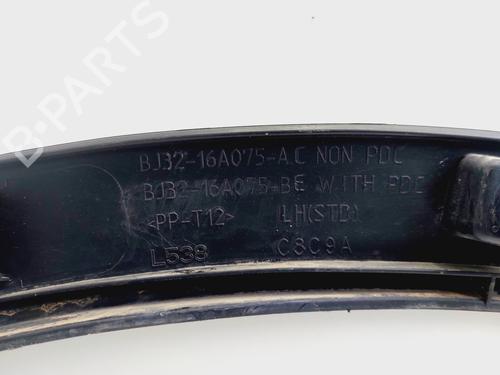 BJ32-16A075-AC NON PDC
BJ32-16A075-BE WITH PDC
>PP-T12< LH(STD)
L538 C8C9A
B-PARTS